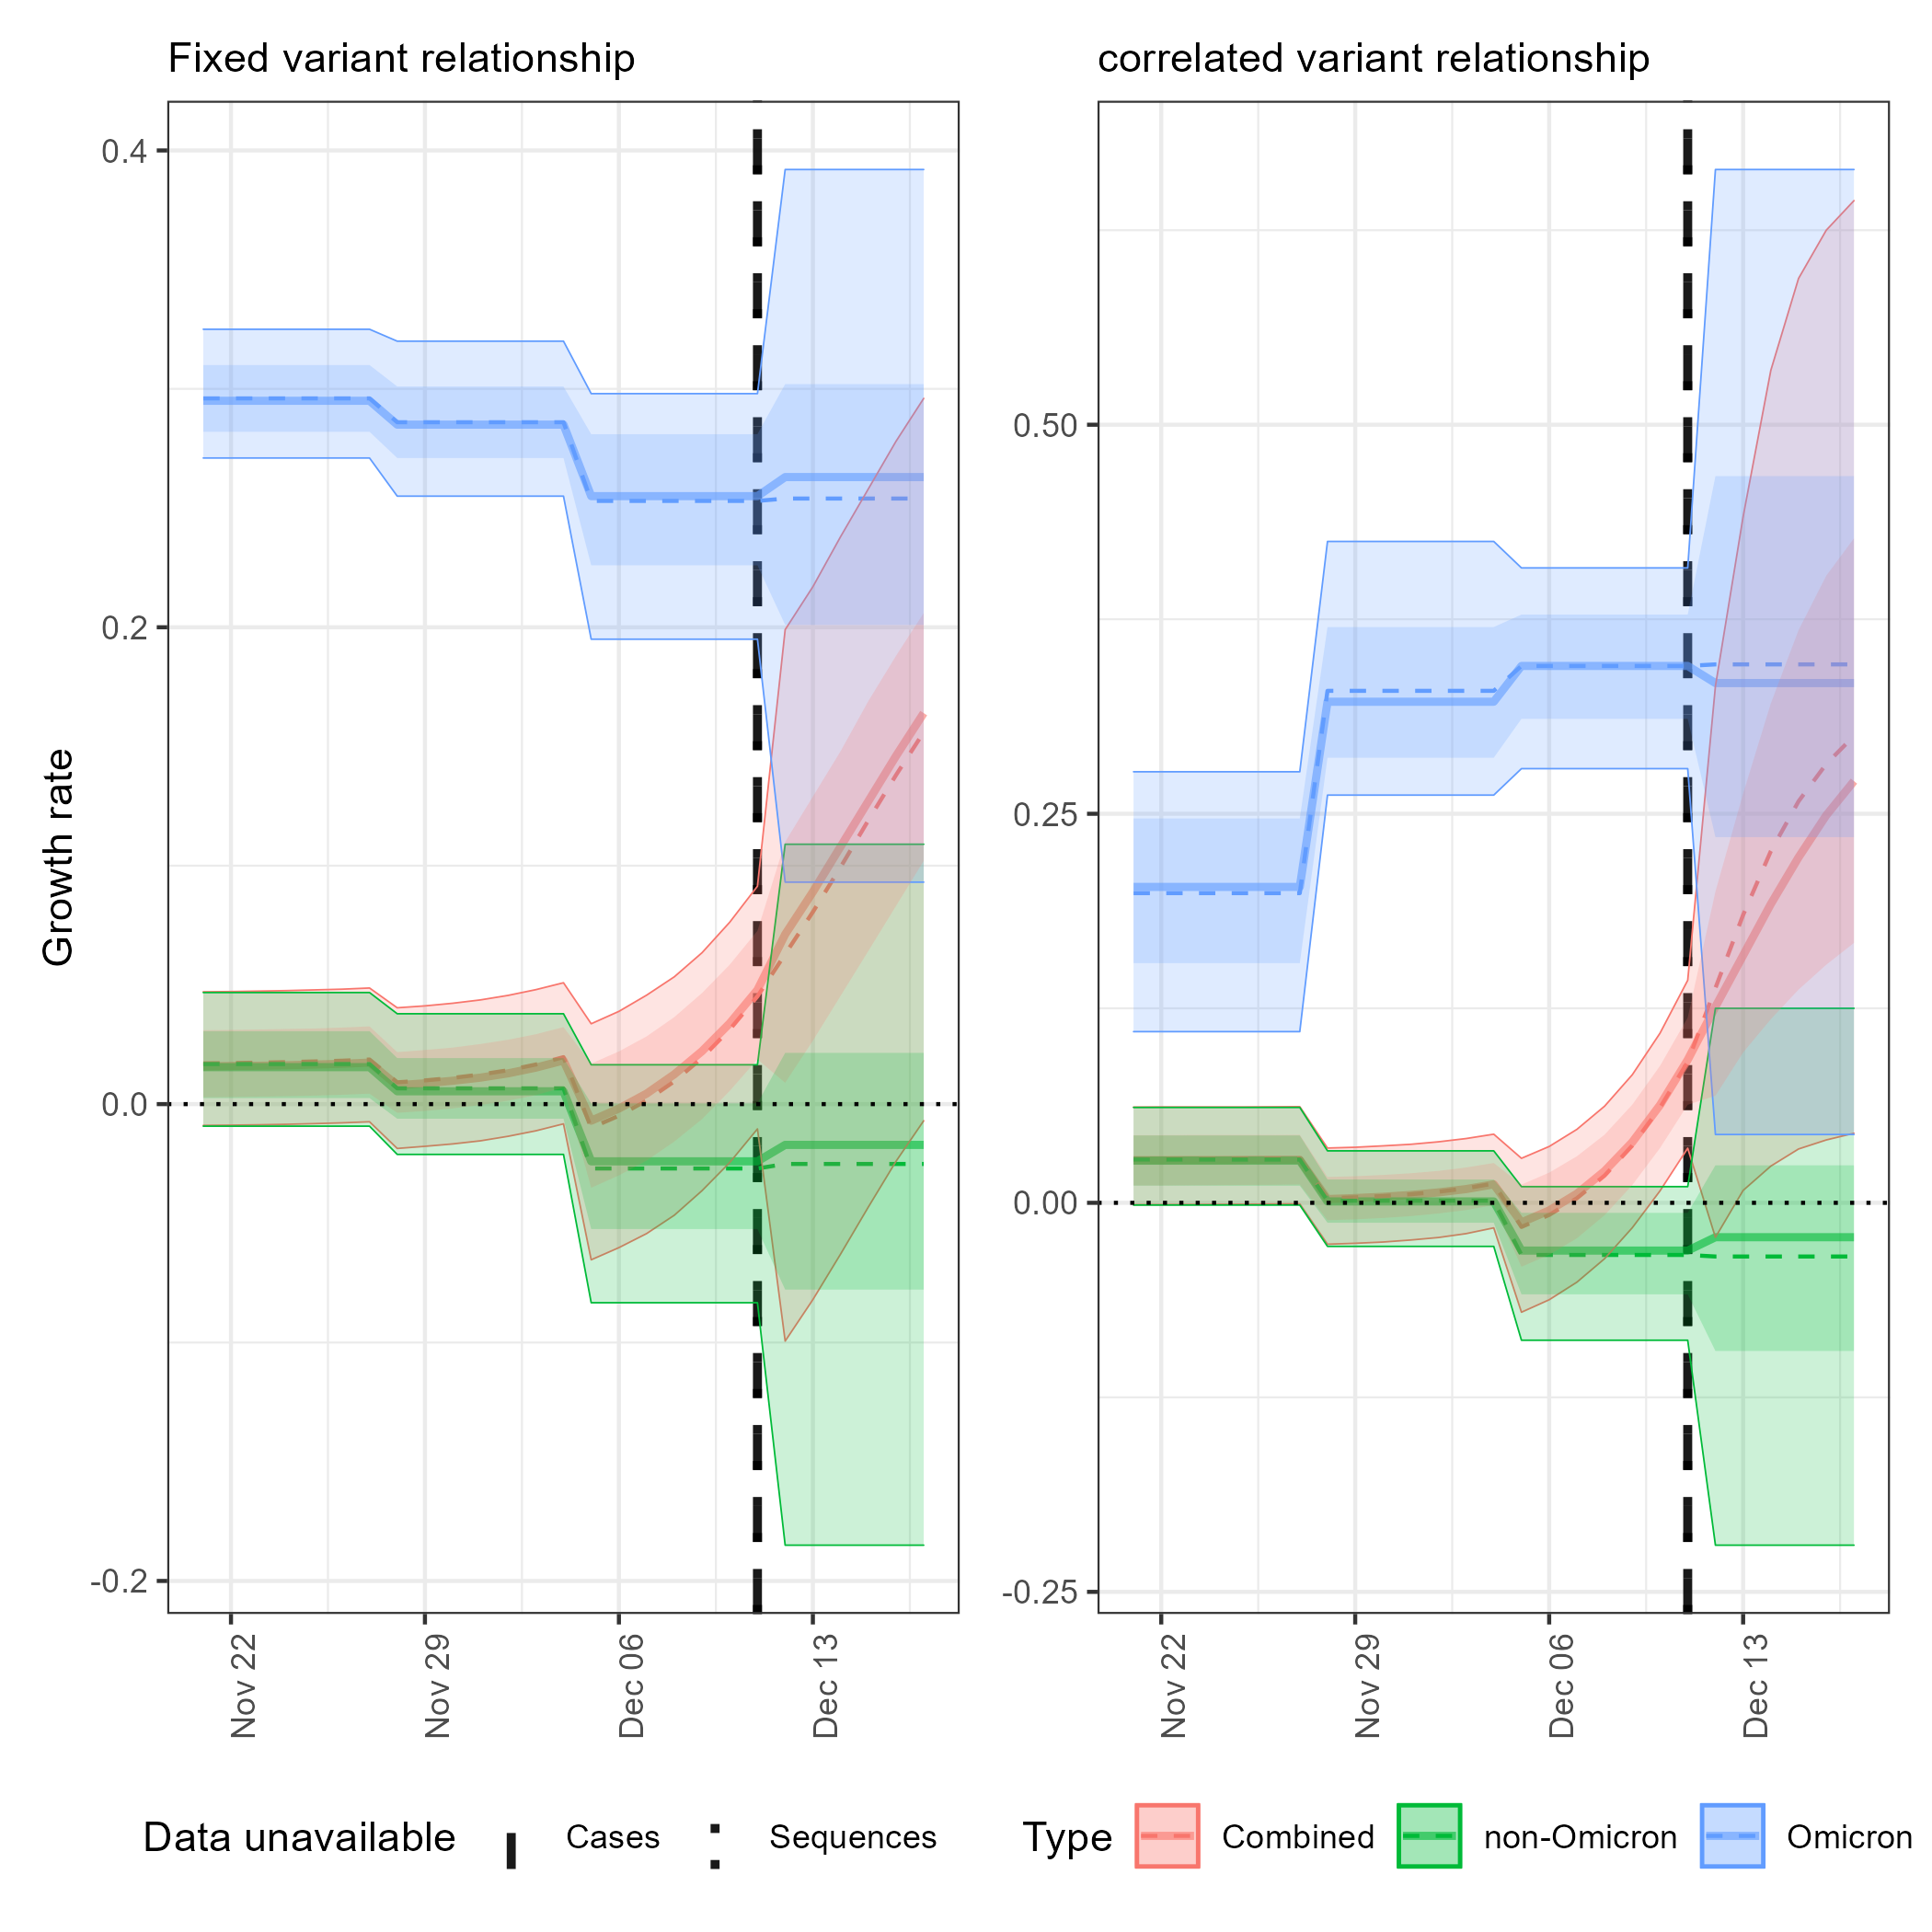 Fixed variant relationship
correlated variant relationship
Growth rate
0.4
0.2
0.0
-0.2
0.50
0.25
0.00
-0.25
Nov 22
Nov 29
Dec 06
Dec 13
Nov 22
Nov 29
Dec 06
Dec 13
Data unavailable Cases Sequences Type Combined non-Omicron Omicron